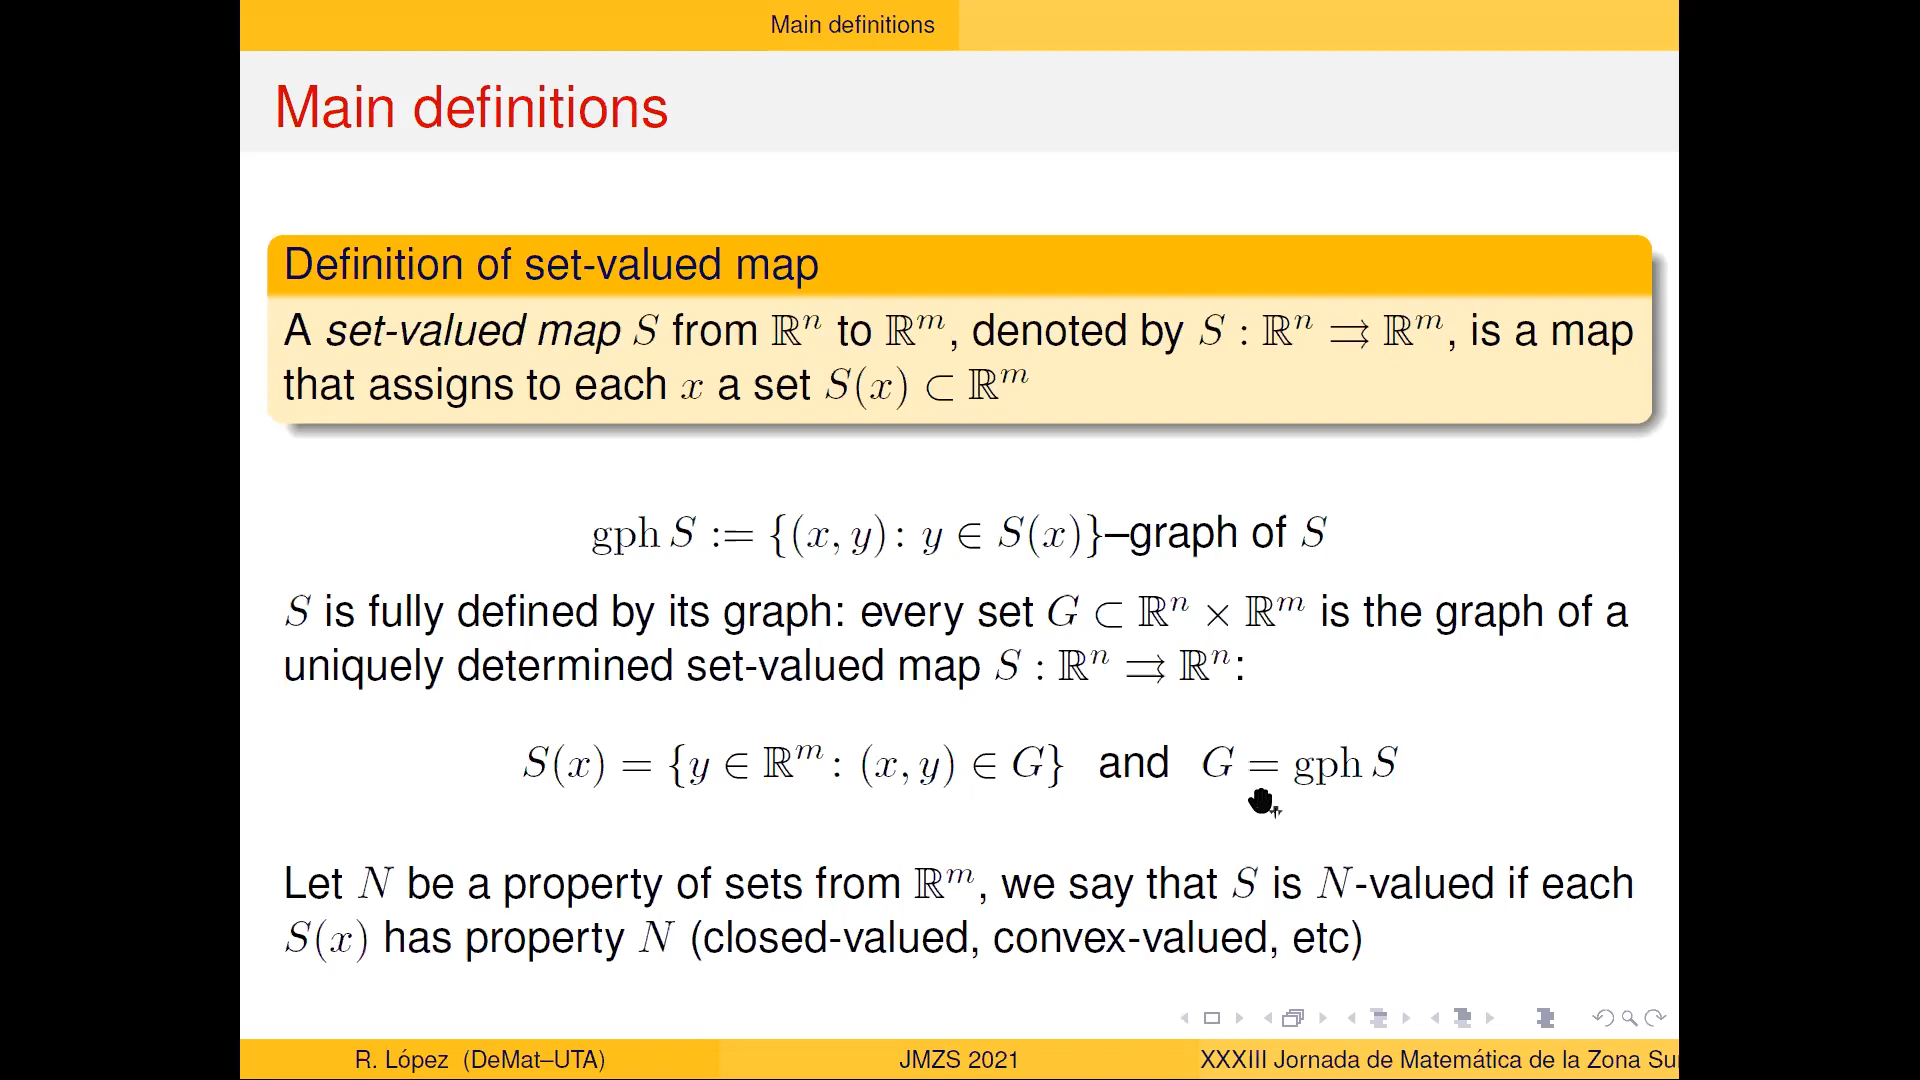 Main definitions
Main definitions
Definition of set-valued map
A set-valued map S from ℝⁿ to ℝᵐ, denoted by S : ℝⁿ ⇉ ℝᵐ, is a map
that assigns to each x a set S(x) ⊂ ℝᵐ
gph S := {(x, y) : y ∈ S(x)}–graph of S
S is fully defined by its graph: every set G ⊂ ℝⁿ × ℝᵐ is the graph of a
uniquely determined set-valued map S : ℝⁿ ⇉ ℝⁿ:
S(x) = {y ∈ ℝᵐ : (x, y) ∈ G} and G = gph S
Let N be a property of sets from ℝᵐ, we say that S is N-valued if each
S(x) has property N (closed-valued, convex-valued, etc)
R. López (DeMat–UTA) JMZS 2021 XXXIII Jornada de Matemática de la Zona Su